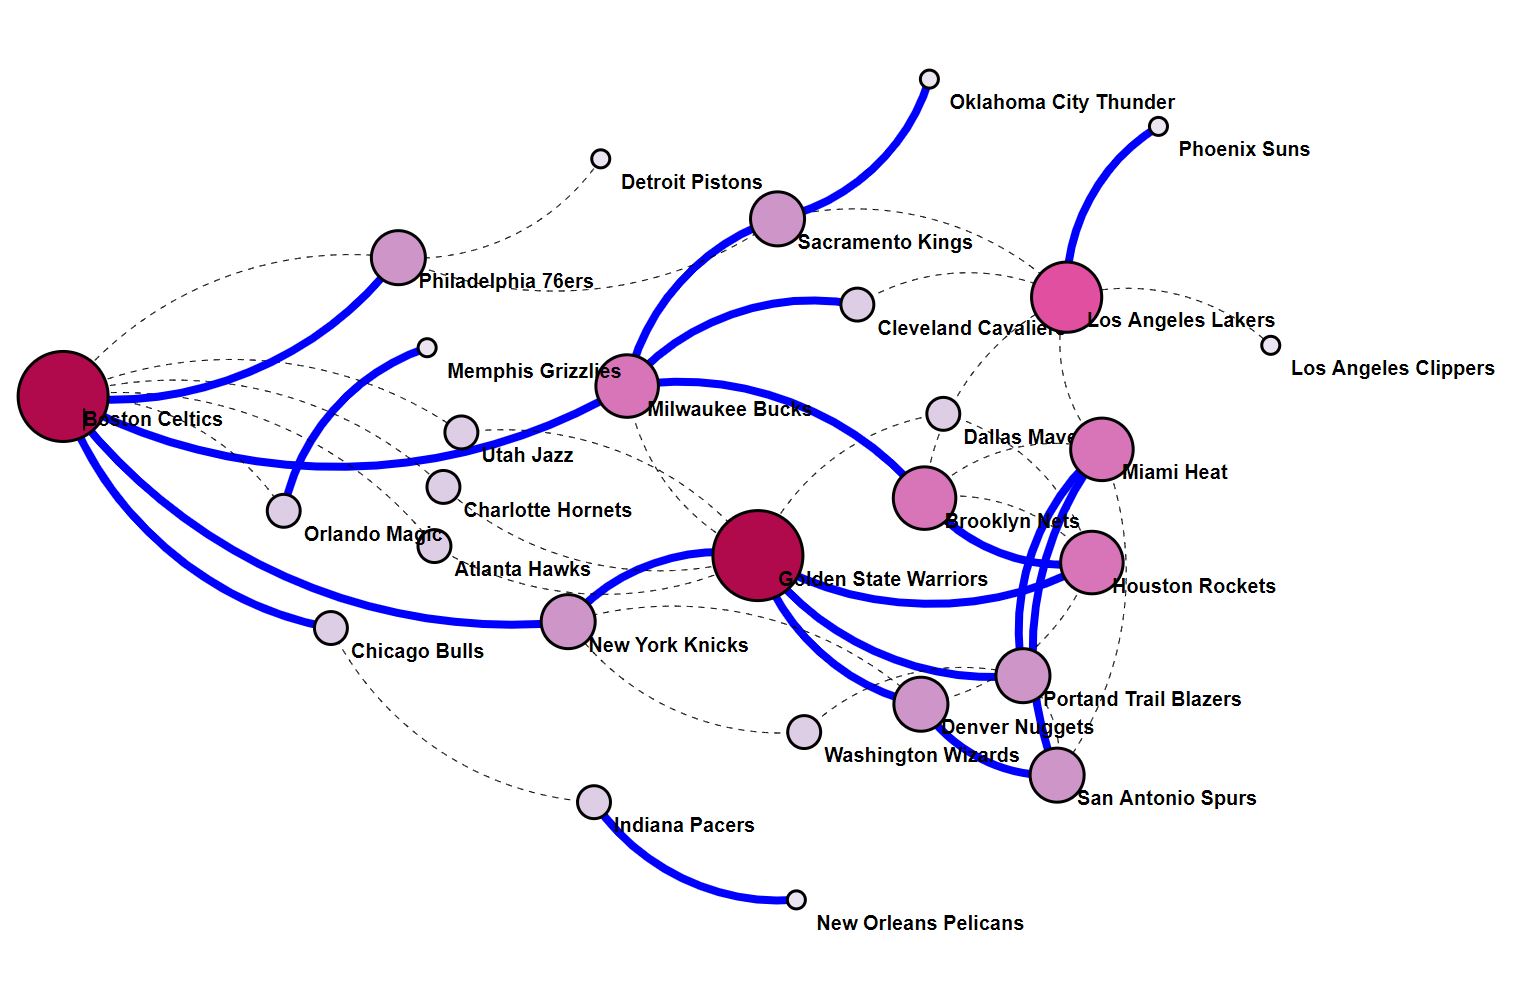 Oklahoma City Thunder
Phoenix Suns
Detroit Pistons
Sacramento Kings
Philadelphia 76ers
Los Angeles Lakers
Cleveland Cavaliers
Los Angeles Clippers
Memphis Grizzlies
Milwaukee Bucks
Boston Celtics
Dallas Mave
Utah Jazz
Miami Heat
Charlotte Hornets
Brooklyn Nets
Orlando Magic
Atlanta Hawks
Golden State Warriors
Houston Rockets
New York Knicks
Chicago Bulls
Portand Trail Blazers
Denver Nuggets
Washington Wizards
San Antonio Spurs
Indiana Pacers
New Orleans Pelicans